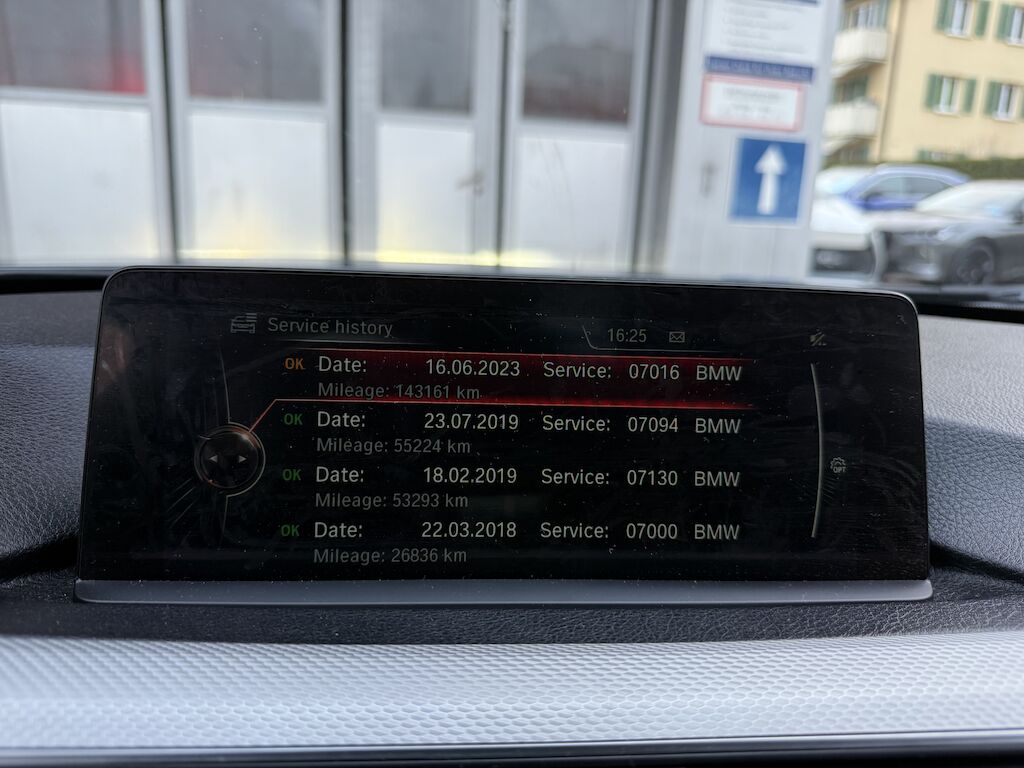 Service history
16:25
OK Date: 16.06.2023 Service: 07016 BMW
Mileage: 143161 km
OK Date: 23.07.2019 Service: 07094 BMW
Mileage: 55224 km
OK Date: 18.02.2019 Service: 07130 BMW
Mileage: 53293 km
OK Date: 22.03.2018 Service: 07000 BMW
Mileage: 26836 km
OPT